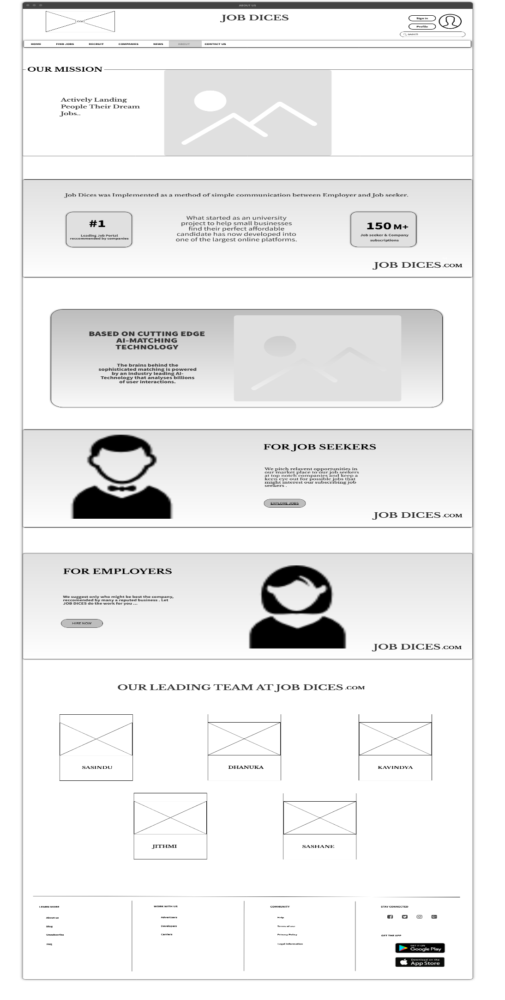 ABOUT US
LOGO
JOB DICES
Sign in
Profile
search
HOME FIND JOBS RECRUIT COMPANIES NEWS ABOUT CONTACT US
OUR MISSION
Actively Landing
People Their Dream
Jobs..
Job Dices was Implemented as a method of simple communication between Employer and Job seeker.
#1
Leading Job Portal
reccommended by companies
What started as an university
project to help small businesses
find their perfect affordable
candidate has now developed into
one of the largest online platforms.
150 M+
Job seeker & Company
subscriptions
JOB DICES.COM
BASED ON CUTTING EDGE
AI-MATCHING
TECHNOLOGY
The brains behind the
sophisticated matching is powered
by an industry leading AI-
Technology that analyses billions
of user interactions.
FOR JOB SEEKERS
We pitch relavent opportunities in
our market place to our job seekers
at top notch companies and keep a
keen eye out for possible jobs that
might interest our subscribing job
seekers .
EXPLORE JOBS
JOB DICES.COM
FOR EMPLOYERS
We suggest only who might be best the company,
reccomended by many a reputed business . Let
JOB DICES do the work for you ...
HIRE NOW
JOB DICES.COM
OUR LEADING TEAM AT JOB DICES.COM
SASINDU
DHANUKA
KAVINDYA
JITHMI
SASHANE
LEARN MORE
About us
Blog
Unsubscribe
FAQ
WORK WITH US
Advertisers
Developers
Carriers
COMMUNITY
Help
Terms of use
Privacy Policy
Legal information
STAY CONNECTED
GET THE APP
GET IT ON
Google Play
Download on the
App Store